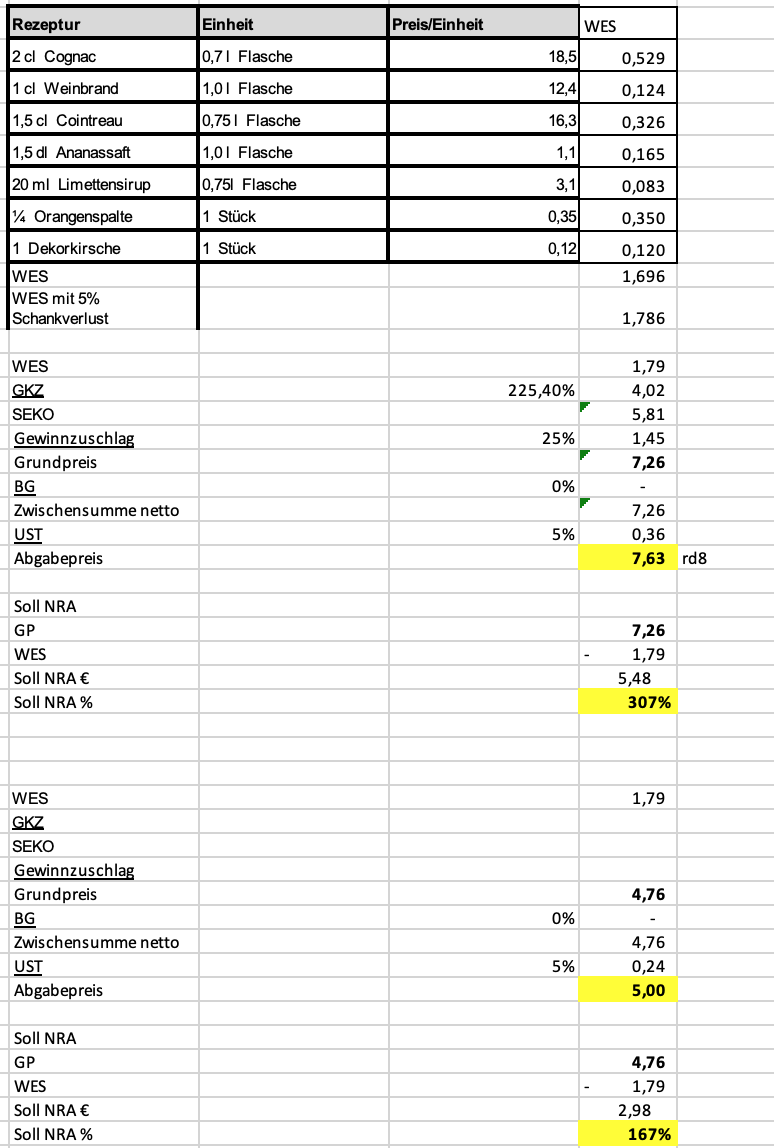 Rezeptur Einheit Preis/Einheit WES
2 cl Cognac 0,7 l Flasche 18,5 0,529
1 cl Weinbrand 1,0 l Flasche 12,4 0,124
1,5 cl Cointreau 0,75 l Flasche 16,3 0,326
1,5 dl Ananassaft 1,0 l Flasche 1,1 0,165
20 ml Limettensirup 0,75l Flasche 3,1 0,083
¼ Orangenspalte 1 Stück 0,35 0,350
1 Dekorkirsche 1 Stück 0,12 0,120
WES 1,696
WES mit 5%
Schankverlust 1,786
WES 1,79
GKZ 225,40% 4,02
SEKO 5,81
Gewinnzuschlag 25% 1,45
Grundpreis 7,26
BG 0% -
Zwischensumme netto 7,26
UST 5% 0,36
Abgabepreis 7,63 rd8
Soll NRA
GP 7,26
WES - 1,79
Soll NRA € 5,48
Soll NRA % 307%
WES 1,79
GKZ
SEKO
Gewinnzuschlag
Grundpreis 4,76
BG 0% -
Zwischensumme netto 4,76
UST 5% 0,24
Abgabepreis 5,00
Soll NRA
GP 4,76
WES - 1,79
Soll NRA € 2,98
Soll NRA % 167%